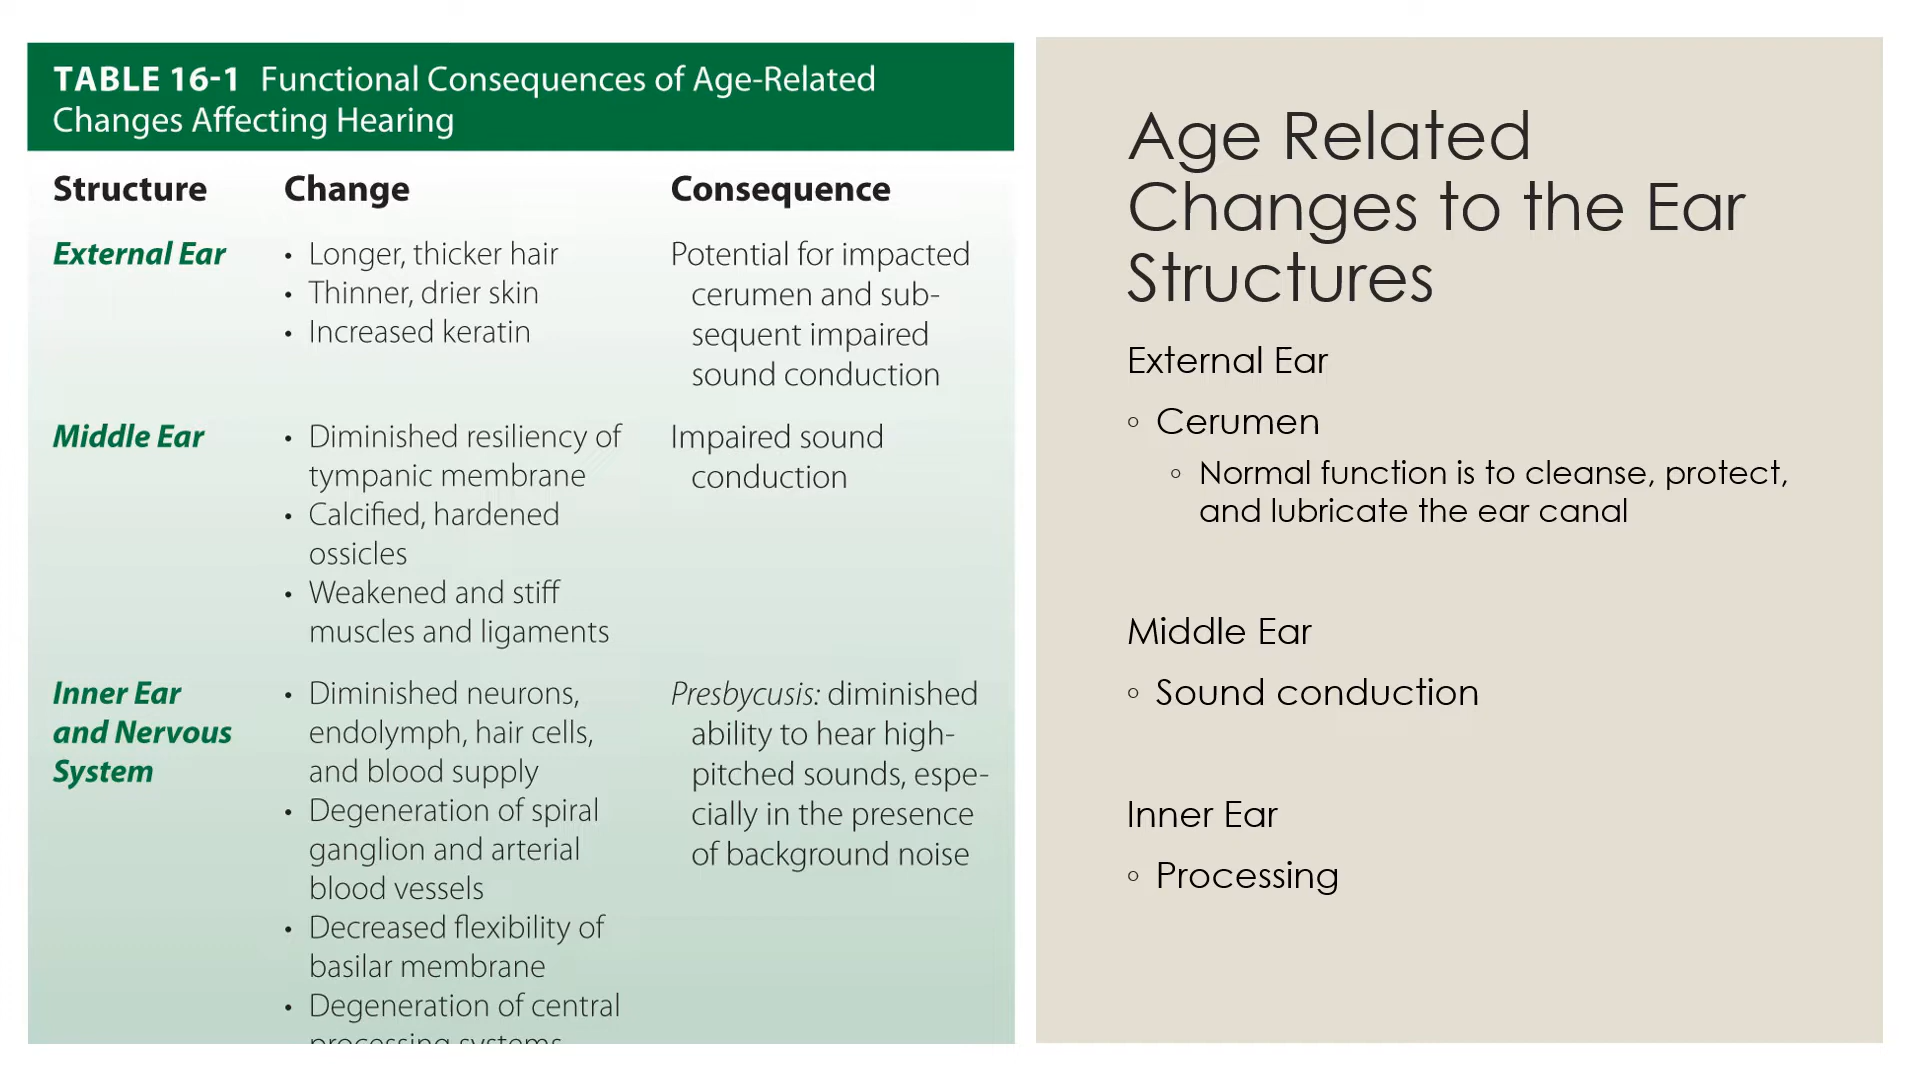 TABLE 16-1 Functional Consequences of Age-Related
Changes Affecting Hearing
Structure Change Consequence
External Ear
• Longer, thicker hair
• Thinner, drier skin
• Increased keratin
Potential for impacted
cerumen and sub-
sequent impaired
sound conduction
Middle Ear
• Diminished resiliency of
tympanic membrane
• Calcified, hardened
ossicles
• Weakened and stiff
muscles and ligaments
Impaired sound
conduction
Inner Ear
and Nervous
System
• Diminished neurons,
endolymph, hair cells,
and blood supply
• Degeneration of spiral
ganglion and arterial
blood vessels
• Decreased flexibility of
basilar membrane
• Degeneration of central
processing systems
Presbycusis: diminished
ability to hear high-
pitched sounds, espe-
cially in the presence
of background noise
Age Related
Changes to the Ear
Structures
External Ear
◦ Cerumen
◦ Normal function is to cleanse, protect,
and lubricate the ear canal
Middle Ear
◦ Sound conduction
Inner Ear
◦ Processing